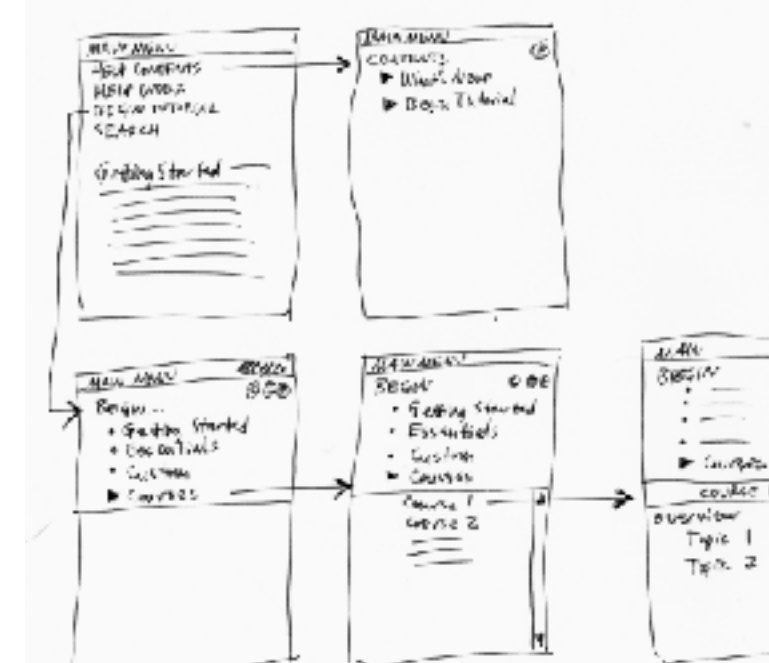 MAIN MENU
HELP CONTENTS
HELP INDEX
BEGIN TUTORIAL
SEARCH
Getting Started
MAIN MENU
CONTENTS
What's New
Begin Tutorial
MAIN MENU
Begin...
Getting Started
Essentials
Custom
Courses
MAIN MENU
BEGIN
Getting Started
Essentials
Custom
Courses
Course 1
Course 2
MAIN
BEGIN
COURSE
Overview
Topic 1
Topic 2